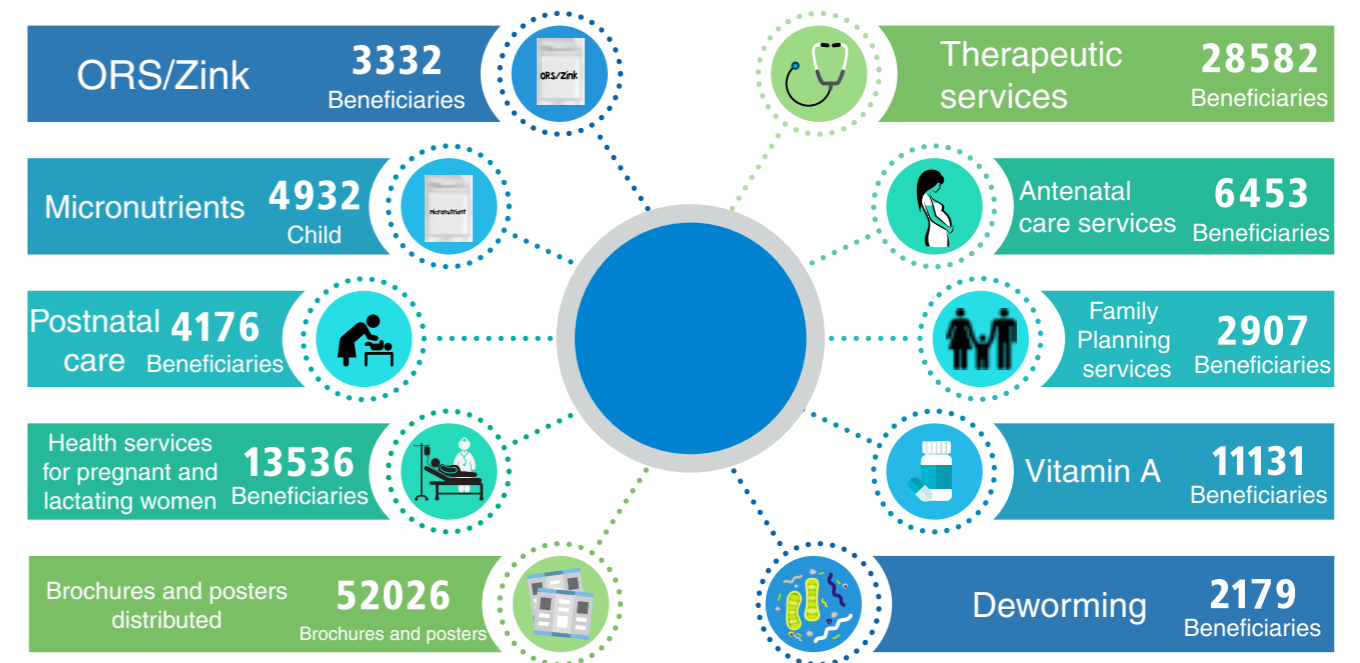 ORS/Zink
3332
Beneficiaries
ORS/Zink
Therapeutic
services
28582
Beneficiaries
Micronutrients
4932
Child
Micronutrient
Antenatal
care services
6453
Beneficiaries
Postnatal
care
4176
Beneficiaries
Family
Planning
services
2907
Beneficiaries
Health services
for pregnant and
lactating women
13536
Beneficiaries
Vitamin A
11131
Beneficiaries
Brochures and posters
distributed
52026
Brochures and posters
Deworming
2179
Beneficiaries